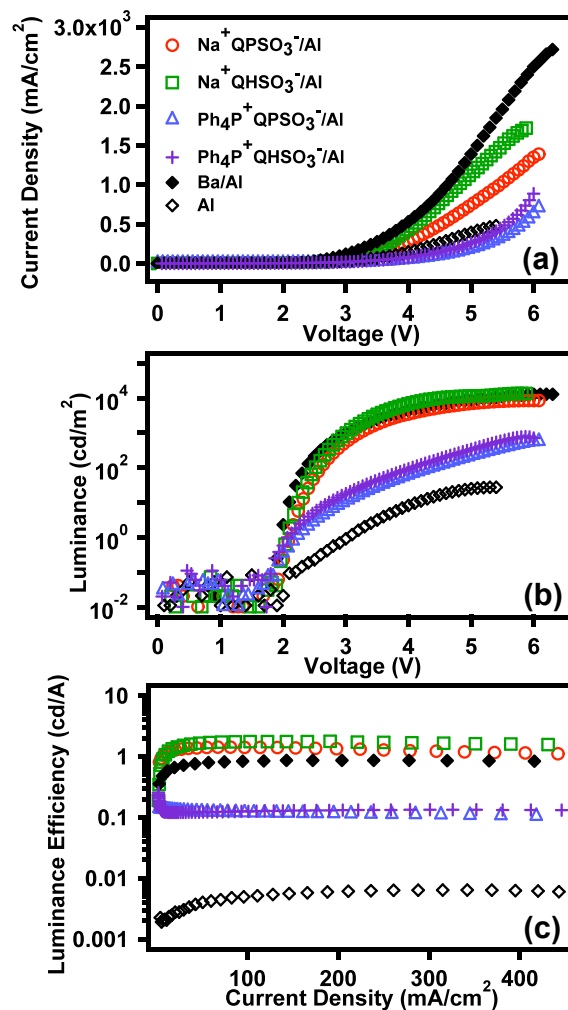 3.0x10³
2.5
2.0
1.5
1.0
0.5
0.0
Current Density (mA/cm²)
Na⁺QPSO₃⁻/Al
Na⁺QHSO₃⁻/Al
Ph₄P⁺QPSO₃⁻/Al
Ph₄P⁺QHSO₃⁻/Al
Ba/Al
Al
(a)
0 1 2 3 4 5 6
Voltage (V)
10⁴
10²
10⁰
10⁻²
Luminance (cd/m²)
(b)
0 1 2 3 4 5 6
Voltage (V)
10
1
0.1
0.01
0.001
Luminance Efficiency (cd/A)
(c)
100 200 300 400
Current Density (mA/cm²)